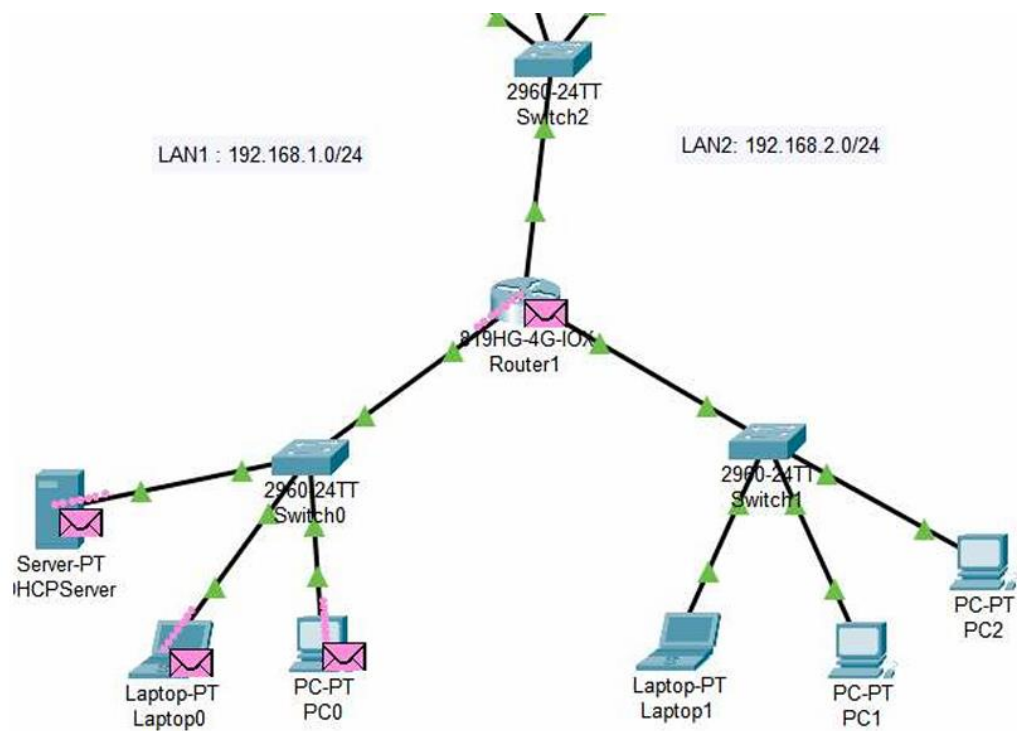 2960-24TT
Switch2
LAN1 : 192.168.1.0/24
LAN2: 192.168.2.0/24
819HG-4G-IOX
Router1
2960-24TT
Switch0
2960-24TT
Switch1
Server-PT
HCPServer
Laptop-PT
Laptop0
PC-PT
PC0
Laptop-PT
Laptop1
PC-PT
PC1
PC-PT
PC2